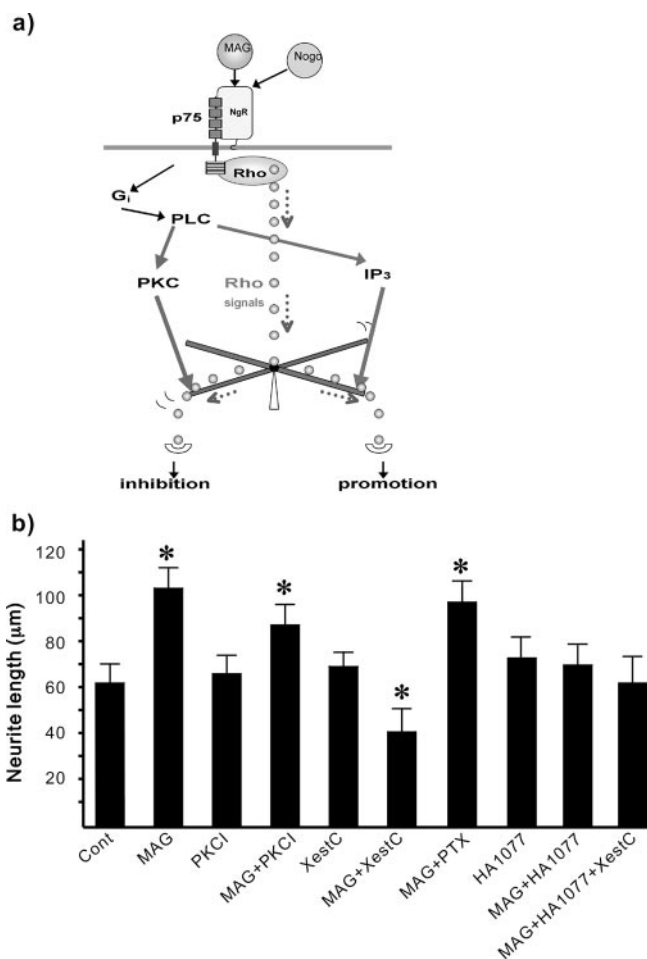 a)
MAG
Nogo
p75
NgR
Rho
Gi
PLC
PKC
IP3
Rho
signals
inhibition
promotion
b)
Neurite length (μm)
120
100
80
60
40
20
*
*
*
*
Cont
MAG
PKCI
MAG+PKCI
XestC
MAG+XestC
MAG+PTX
HA1077
MAG+HA1077
MAG+HA1077+XestC